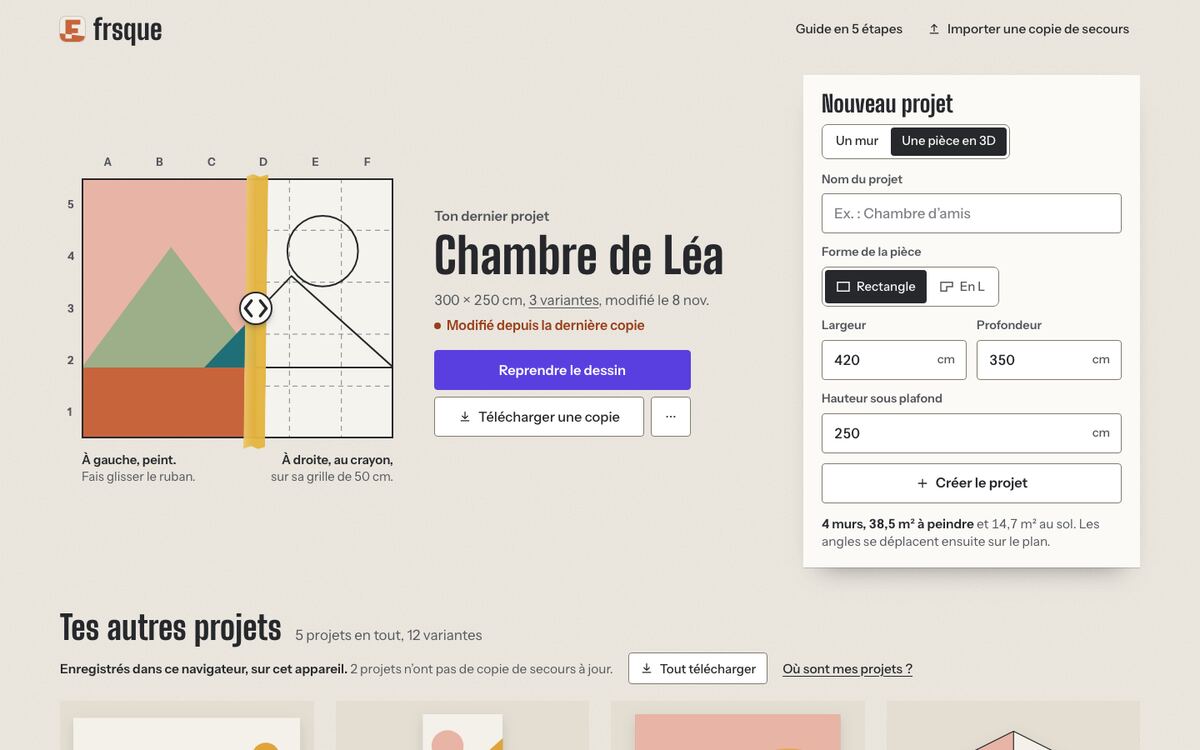 frsque
Guide en 5 étapes
Importer une copie de secours
A B C D E F
5
4
3
2
1
À gauche, peint.
Fais glisser le ruban.
À droite, au crayon,
sur sa grille de 50 cm.
Ton dernier projet
Chambre de Léa
300 × 250 cm, 3 variantes, modifié le 8 nov.
Modifié depuis la dernière copie
Reprendre le dessin
Télécharger une copie
...
Nouveau projet
Un mur
Une pièce en 3D
Nom du projet
Ex. : Chambre d’amis
Forme de la pièce
Rectangle
En L
Largeur
Profondeur
420 cm
350 cm
Hauteur sous plafond
250 cm
Créer le projet
4 murs, 38,5 m² à peindre et 14,7 m² au sol. Les
angles se déplacent ensuite sur le plan.
Tes autres projets
5 projets en tout, 12 variantes
Enregistrés dans ce navigateur, sur cet appareil. 2 projets n’ont pas de copie de secours à jour.
Tout télécharger
Où sont mes projets ?